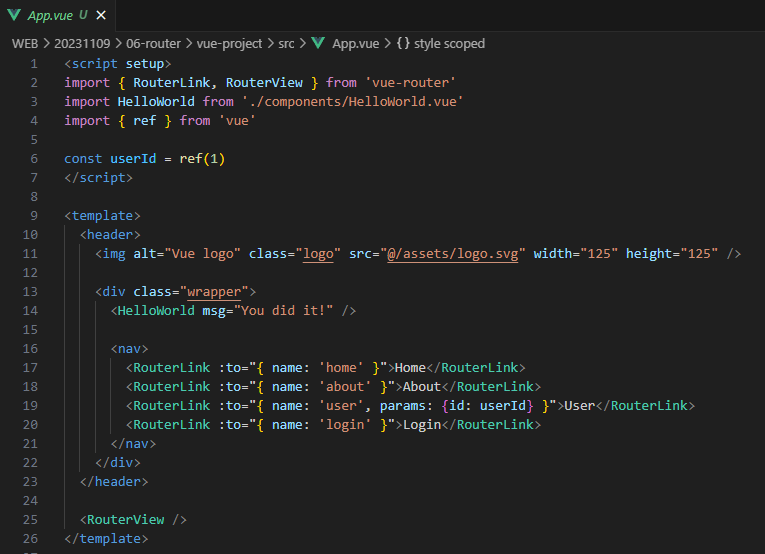 App.vue U
WEB > 20231109 > 06-router > vue-project > src > App.vue > {} style scoped
1 <script setup>
2 import { RouterLink, RouterView } from 'vue-router'
3 import HelloWorld from './components/HelloWorld.vue'
4 import { ref } from 'vue'
5
6 const userId = ref(1)
7 </script>
8
9 <template>
10 <header>
11 <img alt="Vue logo" class="logo" src="@/assets/logo.svg" width="125" height="125" />
12
13 <div class="wrapper">
14 <HelloWorld msg="You did it!" />
15
16 <nav>
17 <RouterLink :to="{ name: 'home' }">Home</RouterLink>
18 <RouterLink :to="{ name: 'about' }">About</RouterLink>
19 <RouterLink :to="{ name: 'user', params: {id: userId} }">User</RouterLink>
20 <RouterLink :to="{ name: 'login' }">Login</RouterLink>
21 </nav>
22 </div>
23 </header>
24
25 <RouterView />
26 </template>